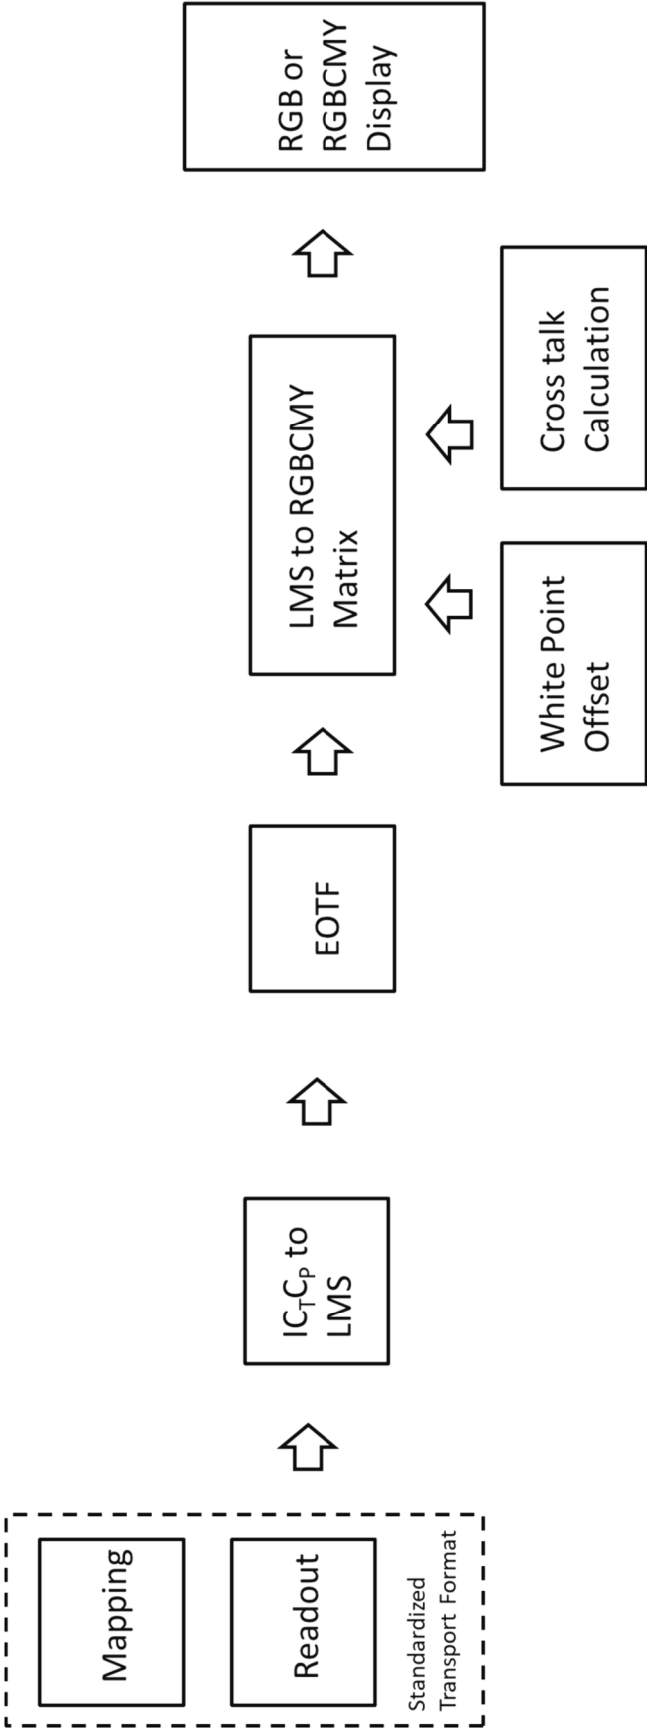 Mapping
Readout
Standardized
Transport Format
IC_TC_P to
LMS
EOTF
LMS to RGBCMY
Matrix
White Point
Offset
Cross talk
Calculation
RGB or
RGBCMY
Display